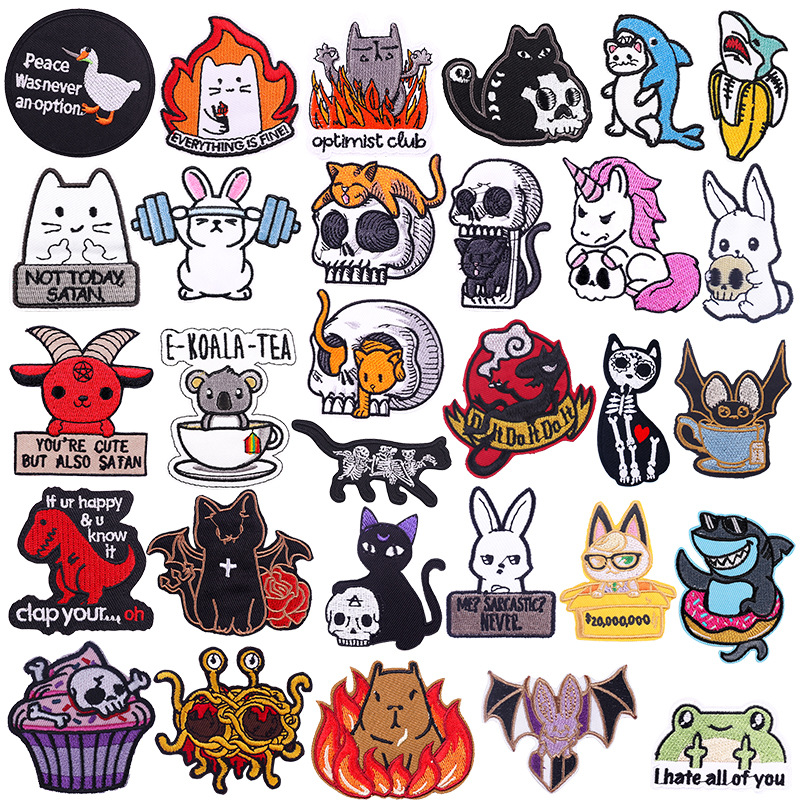 Peace
Was never
an option.
EVERYTHING IS FINE!
optimist club
NOT TODAY,
SATAN.
E-KOALA-TEA
YOU'RE CUTE
BUT ALSO SATAN
Do It Do It
If ur happy
& u
know
it
clap your... oh
ME? SARCASTIC?
NEVER.
$20,000,000
I hate all of you